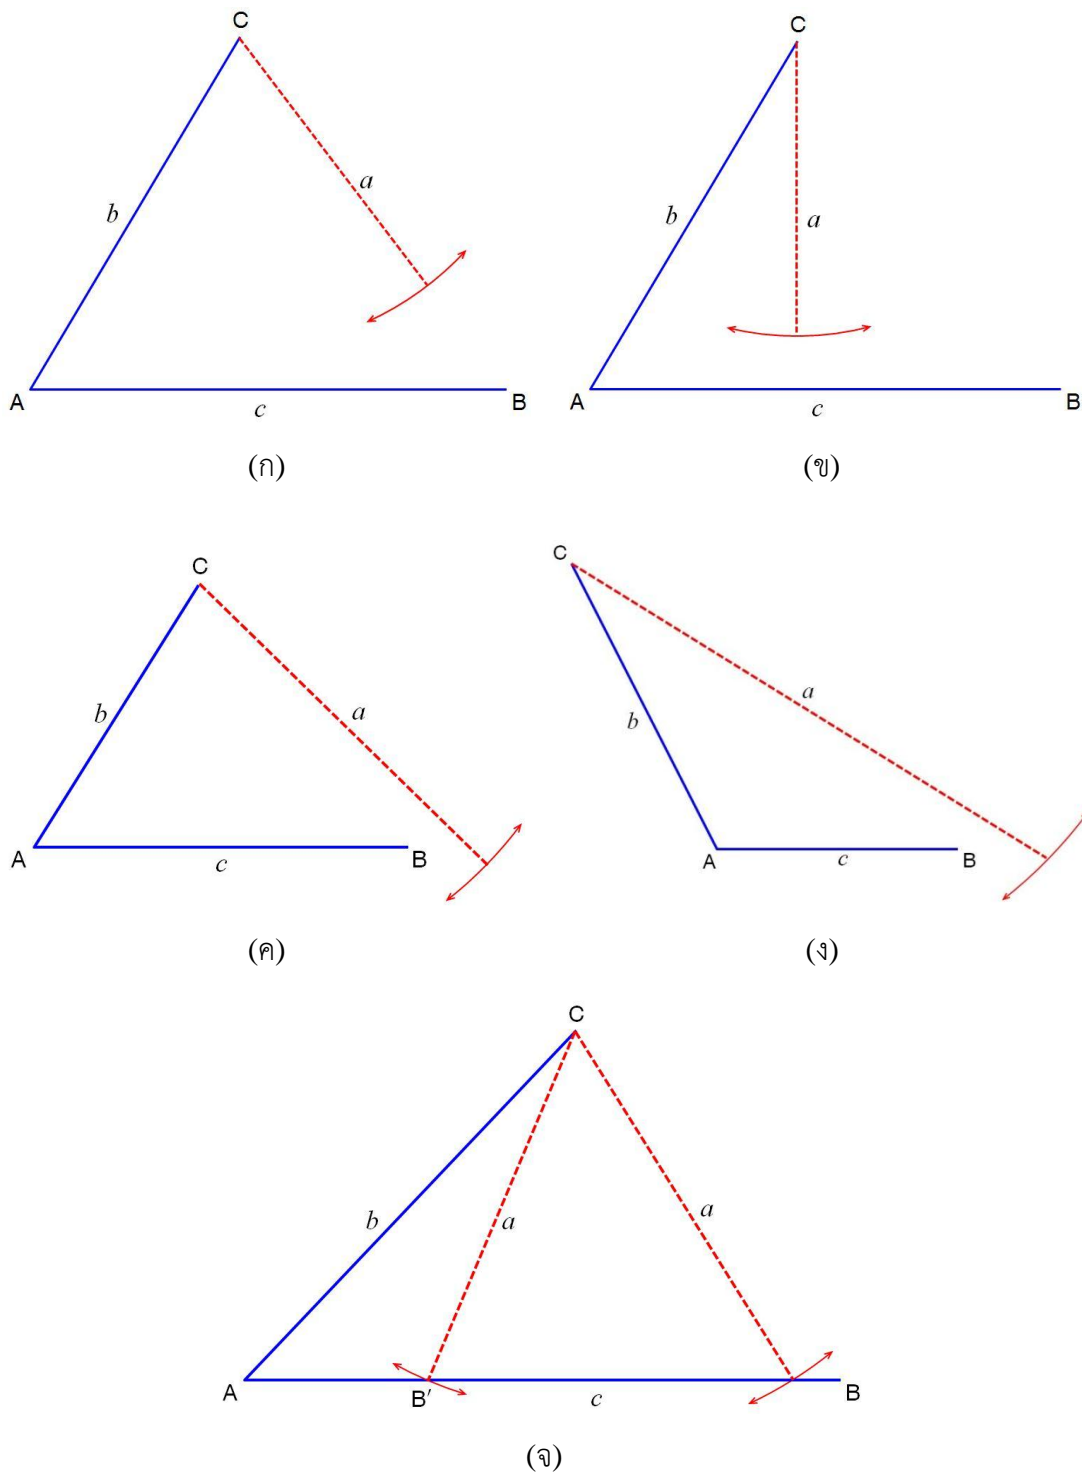 C C
a
b b a
A c B A c B
(ก) (ข)
C C
b a b a
A c B A c B
(ค) (ง)
C
b a a
A B′ c B
(จ)